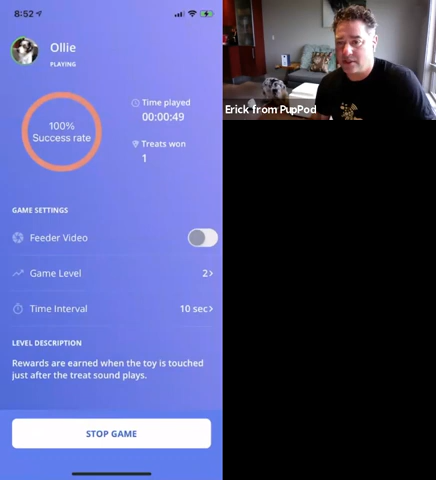 8:52
Ollie
PLAYING
100%
Success rate
Time played
00:00:49
Treats won
1
GAME SETTINGS
Feeder Video
Game Level
2
Time Interval
10 sec
LEVEL DESCRIPTION
Rewards are earned when the toy is touched
just after the treat sound plays.
STOP GAME
Erick from PupPod